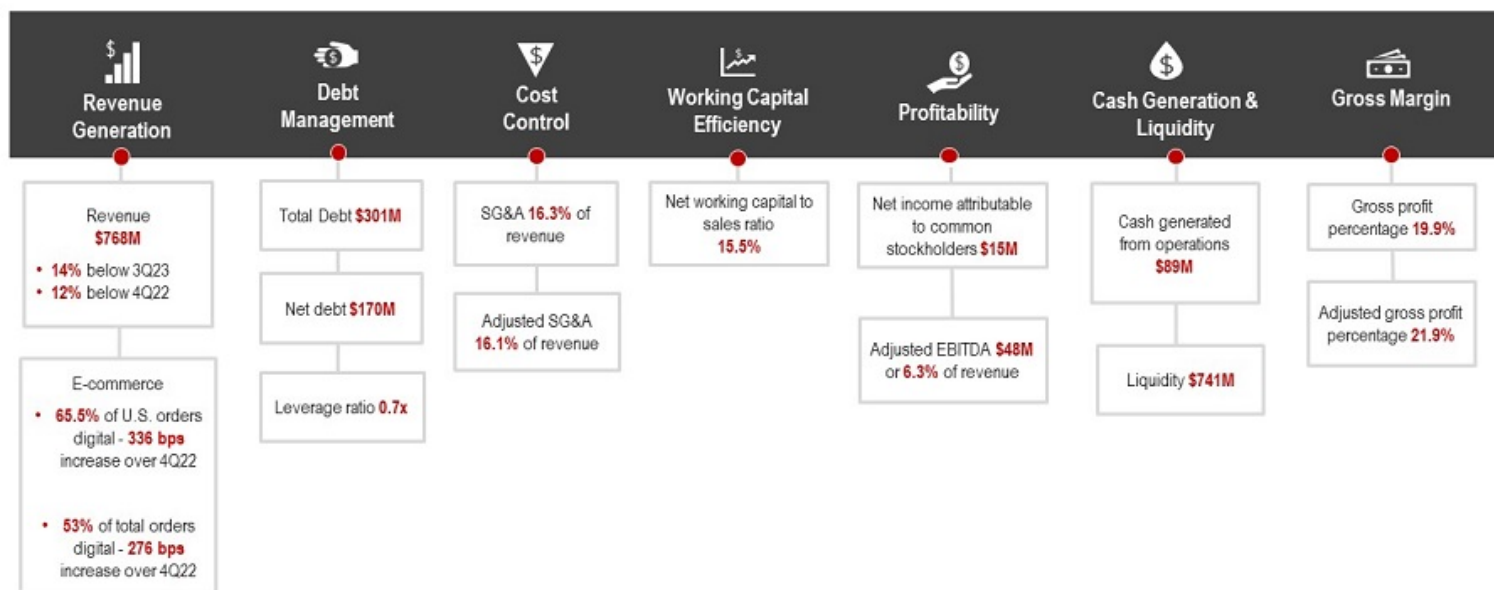 Revenue
Generation
Debt
Management
Cost
Control
Working Capital
Efficiency
Profitability
Cash Generation &
Liquidity
Gross Margin
Revenue
$768M
• 14% below 3Q23
• 12% below 4Q22
E-commerce
• 65.5% of U.S. orders
digital - 336 bps
increase over 4Q22
• 53% of total orders
digital - 276 bps
increase over 4Q22
Total Debt $301M
Net debt $170M
Leverage ratio 0.7x
SG&A 16.3% of
revenue
Adjusted SG&A
16.1% of revenue
Net working capital to
sales ratio
15.5%
Net income attributable
to common
stockholders $15M
Adjusted EBITDA $48M
or 6.3% of revenue
Cash generated
from operations
$89M
Liquidity $741M
Gross profit
percentage 19.9%
Adjusted gross profit
percentage 21.9%